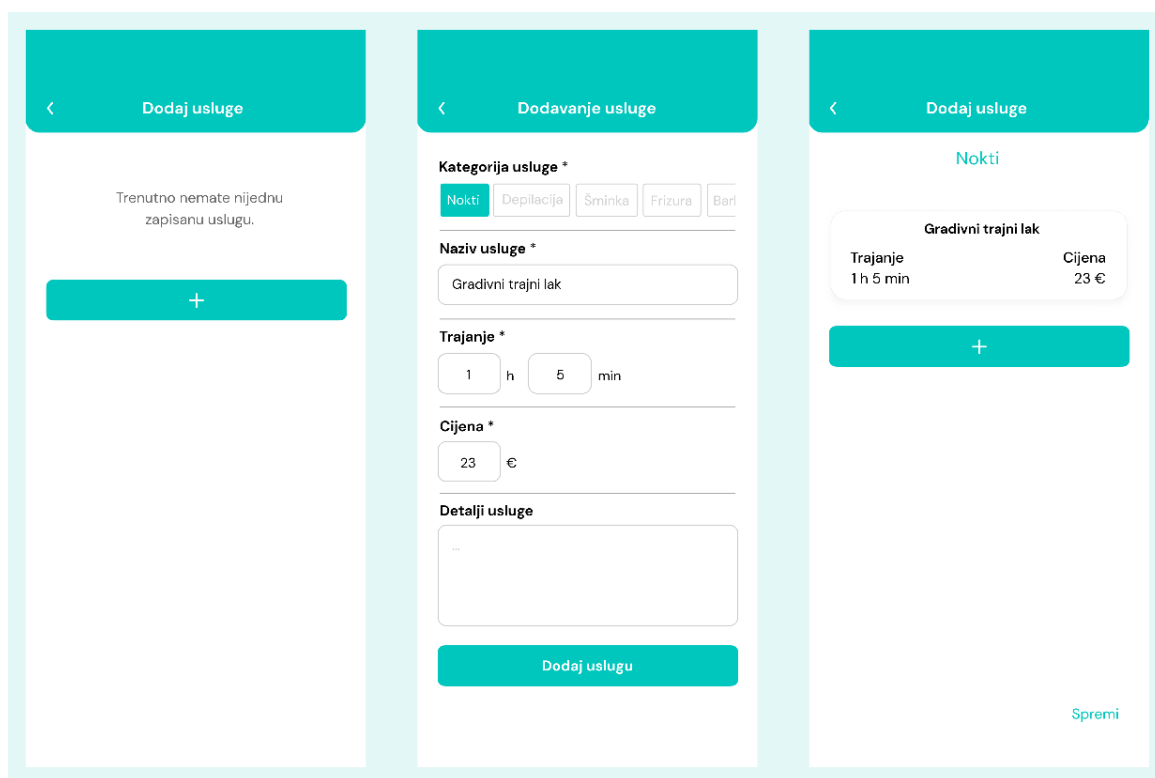 Dodaj usluge
Trenutno nemate nijednu
zapisanu uslugu.
+
Dodavanje usluge
Kategorija usluge *
Nokti Depilacija Šminka Frizura
Naziv usluge *
Gradivni trajni lak
Trajanje *
1 h 5 min
Cijena *
23 €
Detalji usluge
...
Dodaj uslugu
Dodaj usluge
Nokti
Gradivni trajni lak
Trajanje Cijena
1 h 5 min 23 €
+
Spremi